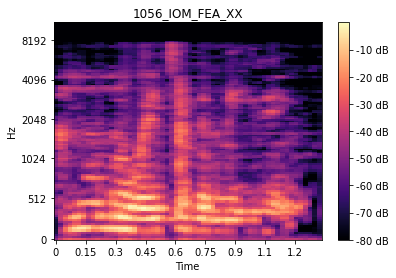 1056_IOM_FEA_XX
8192
4096
2048
1024
512
0
Hz
0 0.15 0.3 0.45 0.6 0.75 0.9 1.1 1.2
Time
-10 dB
-20 dB
-30 dB
-40 dB
-50 dB
-60 dB
-70 dB
-80 dB